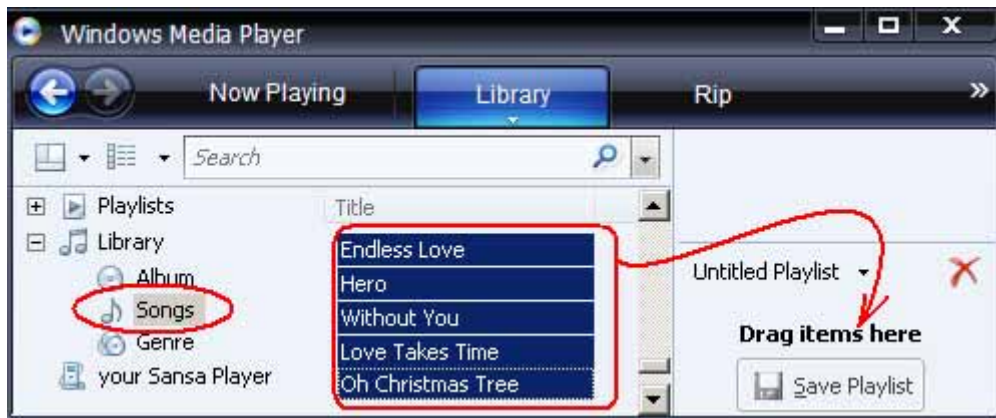 Windows Media Player
Now Playing
Library
Rip
»
Search
Playlists
Library
Album
Songs
Genre
your Sansa Player
Title
Endless Love
Hero
Without You
Love Takes Time
Oh Christmas Tree
Untitled Playlist
Drag items here
Save Playlist